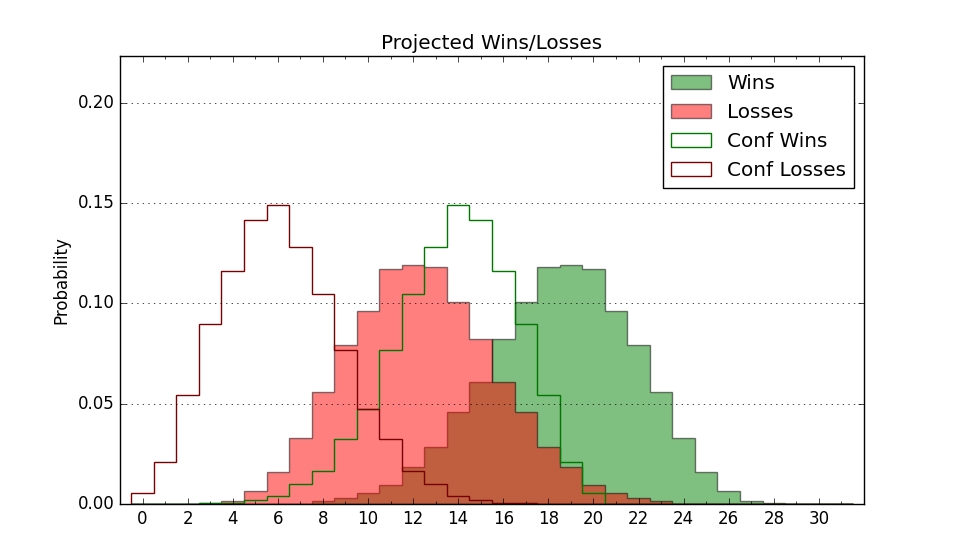 Projected Wins/Losses
Wins
Losses
Conf Wins
Conf Losses
Probability
0.20
0.15
0.10
0.05
0.00
0 2 4 6 8 10 12 14 16 18 20 22 24 26 28 30